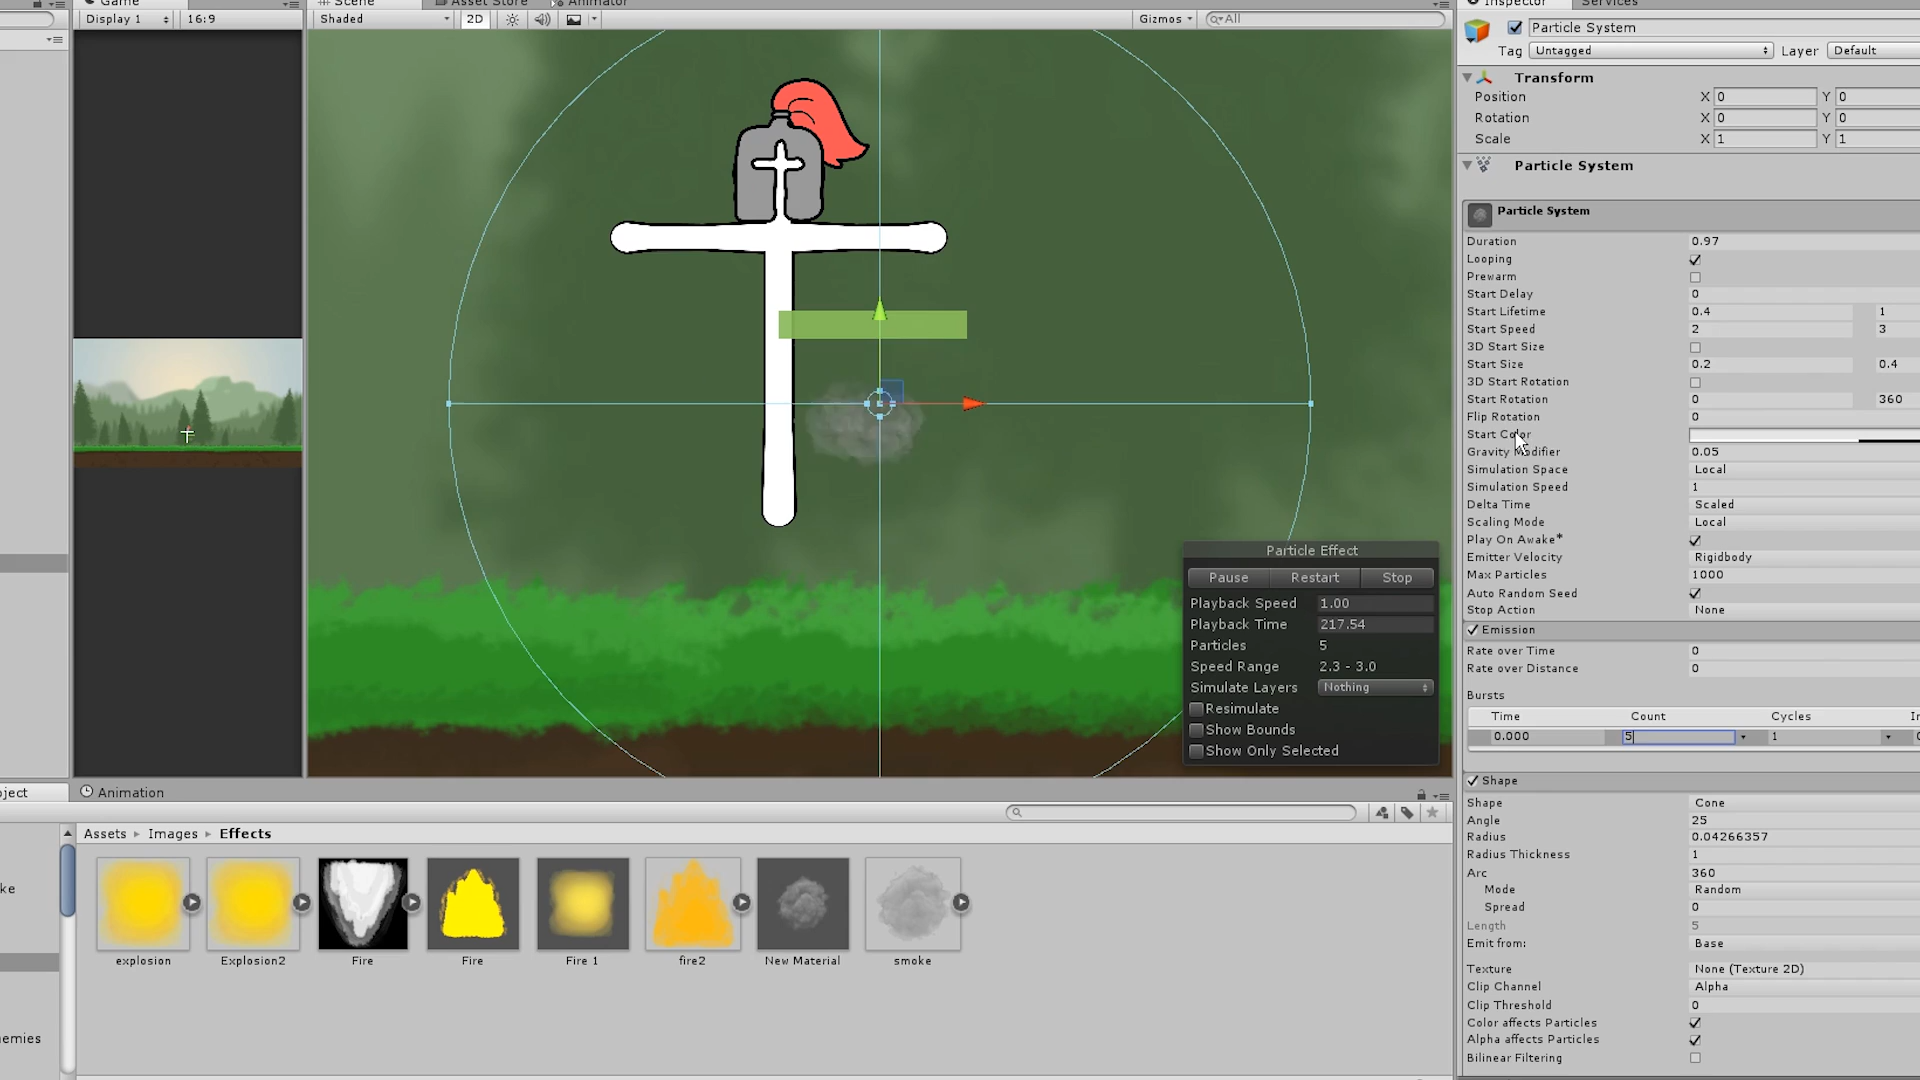 Game
Scene
Asset Store
Animator
Inspector
Services
Display 1
16:9
Shaded
2D
Gizmos
All
Particle System
Tag
Untagged
Layer
Default
Transform
Position X 0 Y 0
Rotation X 0 Y 0
Scale X 1 Y 1
Particle System
Particle System
Duration 0.97
Looping
Prewarm
Start Delay 0
Start Lifetime 0.4 1
Start Speed 2 3
3D Start Size
Start Size 0.2 0.4
3D Start Rotation
Start Rotation 0 360
Flip Rotation 0
Start Color
Gravity Modifier 0.05
Simulation Space Local
Simulation Speed 1
Delta Time Scaled
Scaling Mode Local
Play On Awake*
Emitter Velocity Rigidbody
Max Particles 1000
Auto Random Seed
Stop Action None
Emission
Rate over Time 0
Rate over Distance 0
Bursts
Time Count Cycles
0.000 5 1
Shape
Shape Cone
Angle 25
Radius 0.04266357
Radius Thickness 1
Arc 360
Mode Random
Spread 0
Length 5
Emit from: Base
Texture None (Texture 2D)
Clip Channel Alpha
Clip Threshold 0
Color affects Particles
Alpha affects Particles
Bilinear Filtering
Particle Effect
Pause Restart Stop
Playback Speed 1.00
Playback Time 217.54
Particles 5
Speed Range 2.3 - 3.0
Simulate Layers Nothing
Resimulate
Show Bounds
Show Only Selected
oject
Animation
Assets Images Effects
ke
emies
explosion
Explosion2
Fire
Fire
Fire 1
fire2
New Material
smoke